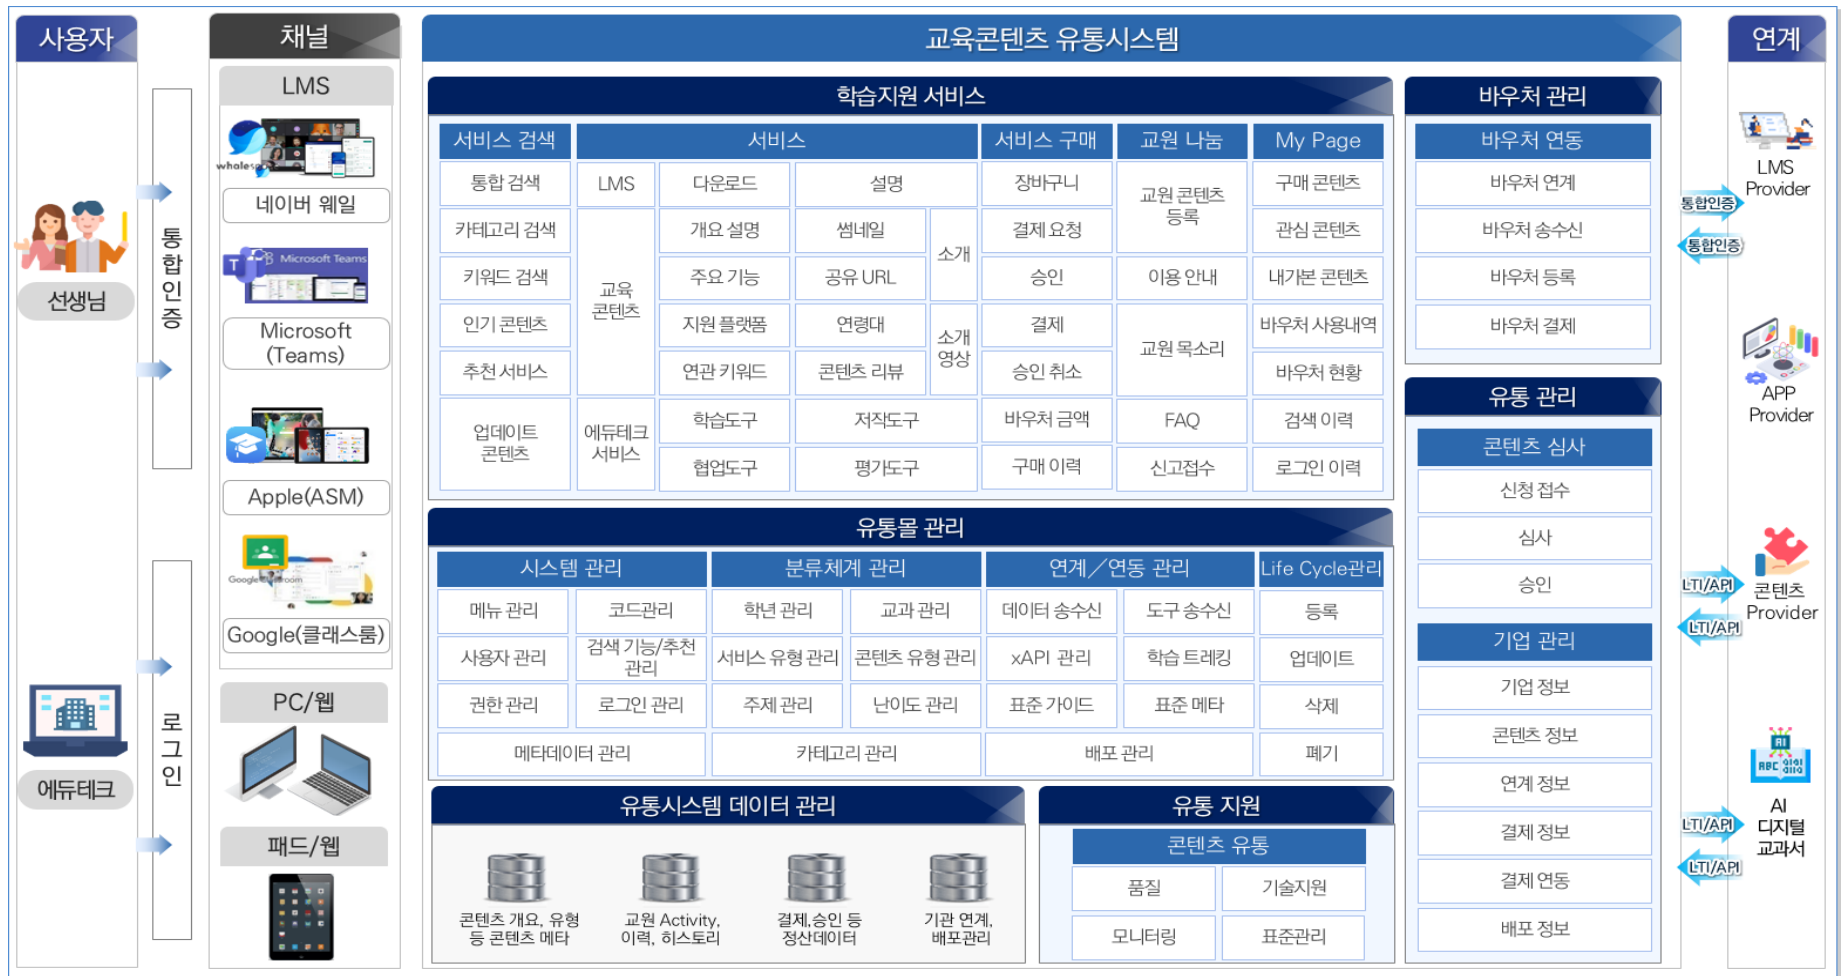 사용자
선생님
에듀테크
통
합
인
증
로
그
인
채널
LMS
네이버 웨일
Microsoft Teams
Microsoft
(Teams)
Apple(ASM)
Google(클래스룸)
PC/웹
패드/웹
교육콘텐츠 유통시스템
학습지원 서비스
서비스 검색
통합 검색
카테고리 검색
키워드 검색
인기 콘텐츠
추천 서비스
업데이트
콘텐츠
서비스
LMS
다운로드
설명
교육
콘텐츠
개요 설명
썸네일
소개
주요 기능
공유 URL
지원 플랫폼
연령대
소개
영상
연관 키워드
콘텐츠 리뷰
에듀테크
서비스
학습도구
저작도구
협업도구
평가도구
서비스 구매
장바구니
결제 요청
승인
결제
승인 취소
바우처 금액
구매 이력
교원 나눔
교원 콘텐츠
등록
이용 안내
교원 목소리
FAQ
신고접수
My Page
구매 콘텐츠
관심 콘텐츠
내가본 콘텐츠
바우처 사용내역
바우처 현황
검색 이력
로그인 이력
유통몰 관리
시스템 관리
메뉴 관리
코드관리
사용자 관리
검색 기능/추천
관리
권한 관리
로그인 관리
메타데이터 관리
분류체계 관리
학년 관리
교과 관리
서비스 유형 관리
콘텐츠 유형 관리
주제 관리
난이도 관리
카테고리 관리
연계／연동 관리
데이터 송수신
도구 송수신
xAPI 관리
학습 트레킹
표준 가이드
표준 메타
배포 관리
Life Cycle관리
등록
업데이트
삭제
폐기
유통시스템 데이터 관리
콘텐츠 개요, 유형
등 콘텐츠 메타
교원 Activity,
이력, 히스토리
결제,승인 등
정산데이터
기관 연계,
배포관리
유통 지원
콘텐츠 유통
품질
기술지원
모니터링
표준관리
바우처 관리
바우처 연동
바우처 연계
바우처 송수신
바우처 등록
바우처 결제
유통 관리
콘텐츠 심사
신청 접수
심사
승인
기업 관리
기업 정보
콘텐츠 정보
연계 정보
결제 정보
결제 연동
배포 정보
통합인증
통합인증
LTI/API
LTI/API
LTI/API
LTI/API
연계
LMS
Provider
APP
Provider
콘텐츠
Provider
AI
ABC
AI
디지털
교과서